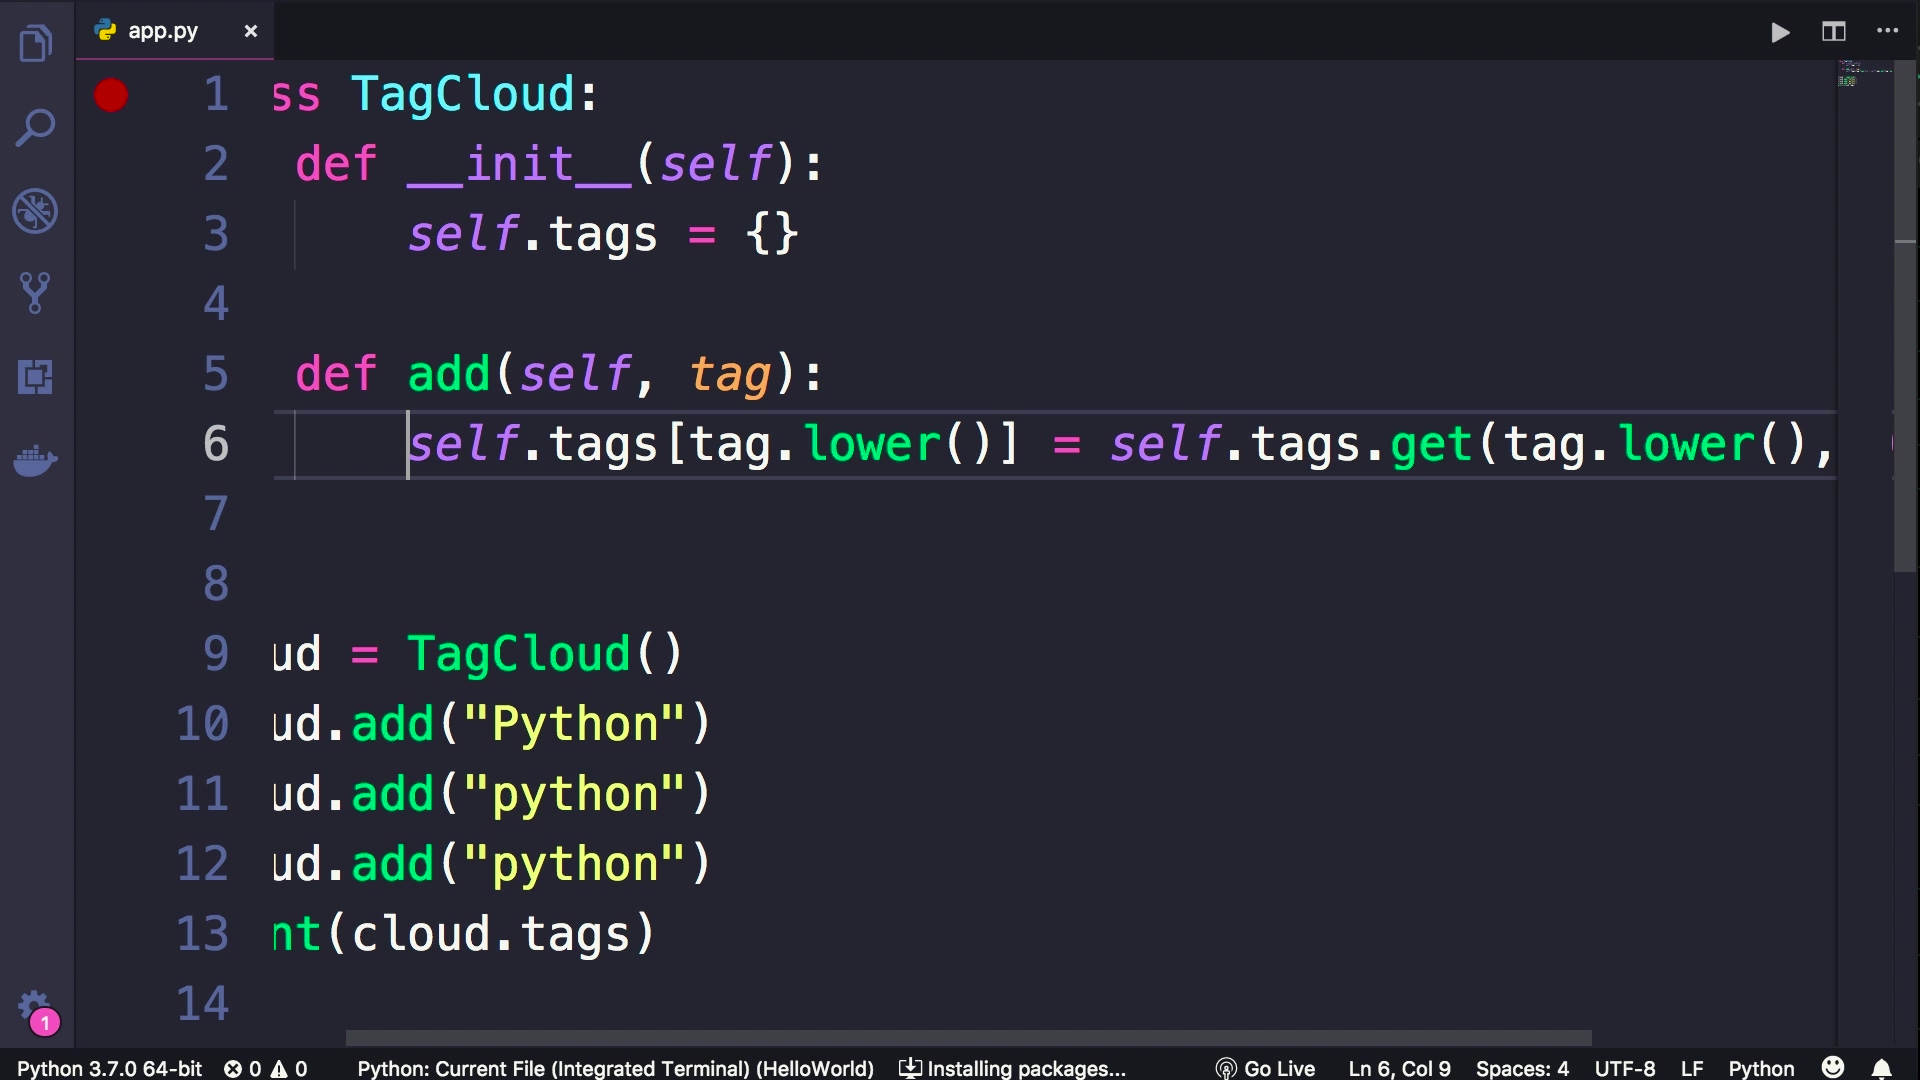 app.py
1 ss TagCloud:
2 def __init__(self):
3 self.tags = {}
4
5 def add(self, tag):
6 self.tags[tag.lower()] = self.tags.get(tag.lower(),
7
8
9 ud = TagCloud()
10 ud.add("Python")
11 ud.add("python")
12 ud.add("python")
13 nt(cloud.tags)
14
1
Python 3.7.0 64-bit 0 0 Python: Current File (Integrated Terminal) (HelloWorld) Installing packages... Go Live Ln 6, Col 9 Spaces: 4 UTF-8 LF Python